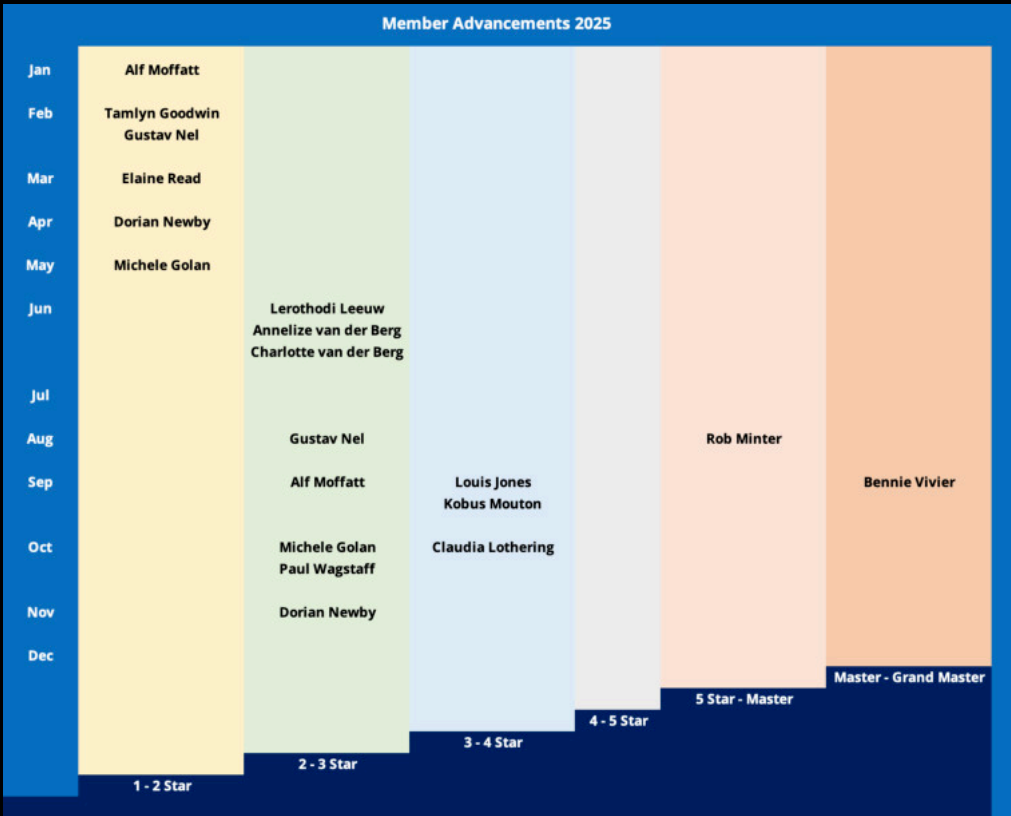 Member Advancements 2025
Jan Alf Moffatt
Feb Tamlyn Goodwin
Gustav Nel
Mar Elaine Read
Apr Dorian Newby
May Michele Golan
Jun Lerothodi Leeuw
Annelize van der Berg
Charlotte van der Berg
Jul
Aug Gustav Nel Rob Minter
Sep Alf Moffatt Louis Jones Bennie Vivier
Kobus Mouton
Oct Michele Golan Claudia Lothering
Paul Wagstaff
Nov Dorian Newby
Dec
Master - Grand Master
5 Star - Master
4 - 5 Star
3 - 4 Star
2 - 3 Star
1 - 2 Star